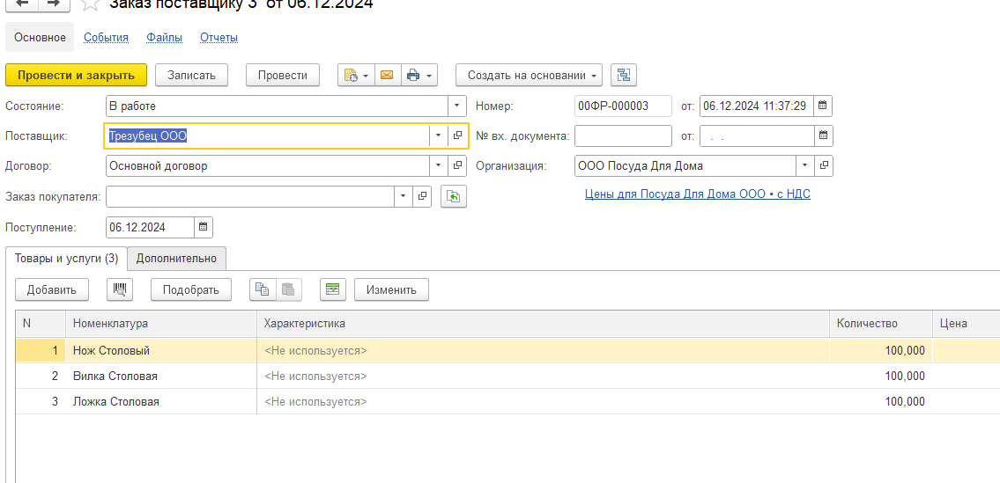 Заказ поставщику 3 от 06.12.2024
Основное События Файлы Отчеты
Провести и закрыть Записать Провести Создать на основании
Состояние: В работе Номер: 00ФР-000003 от: 06.12.2024 11:37:29
Поставщик: Трезубец ООО № вх. документа: от: . .
Договор: Основной договор Организация: ООО Посуда Для Дома
Заказ покупателя: Цены для Посуда Для Дома ООО • с НДС
Поступление: 06.12.2024
Товары и услуги (3) Дополнительно
Добавить Подобрать Изменить
N Номенклатура Характеристика Количество Цена
1 Нож Столовый <Не используется> 100,000
2 Вилка Столовая <Не используется> 100,000
3 Ложка Столовая <Не используется> 100,000